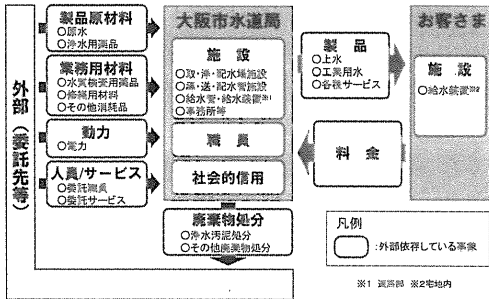 外部（委託先等）
製品原材料
○原水
○浄水用薬品
業務用材料
○水質検査用薬品
○修繕用材料
○その他消耗品
動力
○電力
人員/サービス
○委託職員
○委託サービス
大阪市水道局
施設
○取・浄・配水場施設
○導・送・配水管施設
○給水管・給水装置※1
○事務所等
職員
社会的信用
廃棄物処分
○浄水汚泥処分
○その他廃棄物処分
製品
○上水
○工業用水
○各種サービス
料金
お客さま
施設
○給水装置※2
凡例
:外部依存している事象
※1 道路部 ※2宅地内